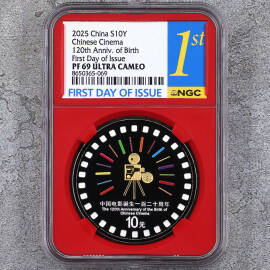 2025 China S10Y
Chinese Cinema
120th Anniv. of Birth
First Day of Issue
PF 69 ULTRA CAMEO
8650365-069
1st
FIRST DAY OF ISSUE
NGC
中国电影诞生一百二十周年
The 120th Anniversary of the Birth of
Chinese Cinema
10元